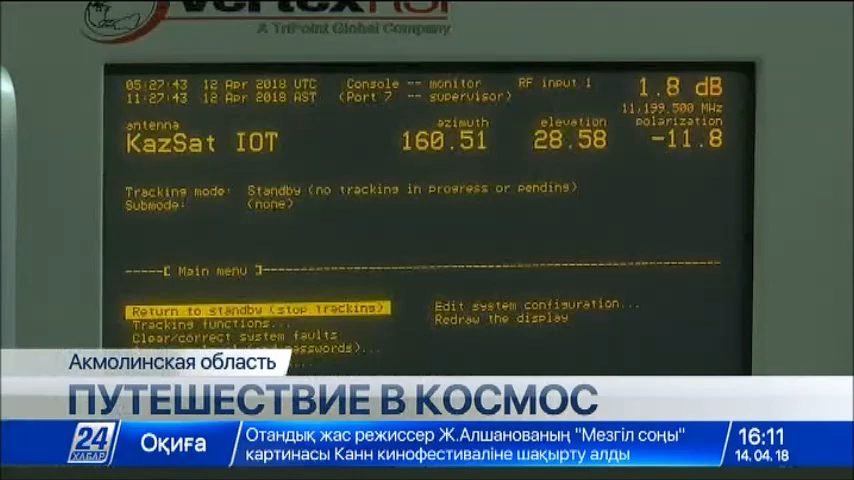 VertexRSI
A TriPoint Global Company
05:27:43 12 Apr 2018 UTC Console -- monitor RF input 1 1.8 dB
11:27:43 12 Apr 2018 AST (Port 7 -- supervisor) 11,199.500 MHz
antenna azimuth elevation polarization
KazSat IOT 160.51 28.58 -11.8
Tracking mode: Standby (no tracking in progress or pending)
Submode: (none)
-----[ Main menu ]-----
Return to standby (stop tracking) Edit system configuration...
Tracking functions... Redraw the display
Clear/correct system faults
passwords)...
Акмолинская область
ПУТЕШЕСТВИЕ В КОСМОС
24 ХАБАР
Оқиға
Отандық жас режиссер Ж.Алшанованың "Мезгіл соңы"
картинасы Канн кинофестиваліне шақырту алды
16:11
14.04.18